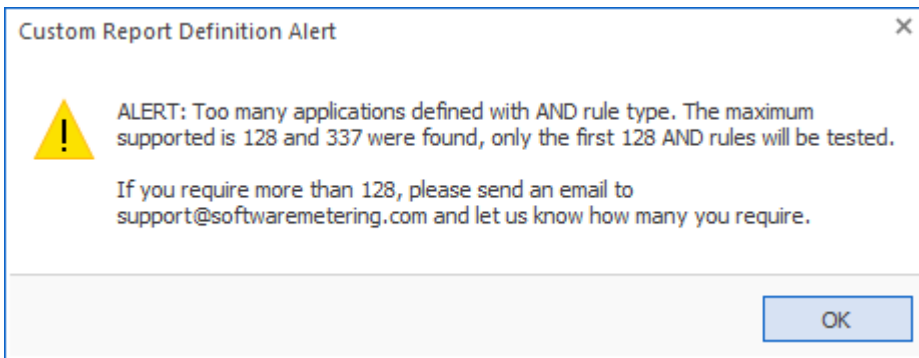 Custom Report Definition Alert
ALERT: Too many applications defined with AND rule type. The maximum
supported is 128 and 337 were found, only the first 128 AND rules will be tested.
If you require more than 128, please send an email to
support@softwaremetering.com and let us know how many you require.
OK